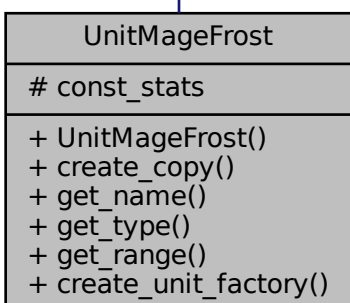 UnitMageFrost
# const_stats
+ UnitMageFrost()
+ create_copy()
+ get_name()
+ get_type()
+ get_range()
+ create_unit_factory()